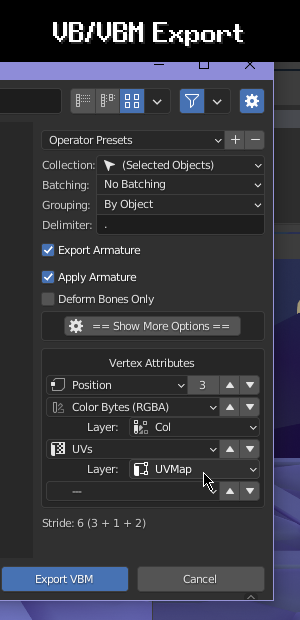 VB/VBM Export
Operator Presets
Collection: (Selected Objects)
Batching: No Batching
Grouping: By Object
Delimiter: .
Export Armature
Apply Armature
Deform Bones Only
== Show More Options ==
Vertex Attributes
Position 3
Color Bytes (RGBA)
Layer: Col
UVs
Layer: UVMap
---
Stride: 6 (3 + 1 + 2)
Export VBM Cancel